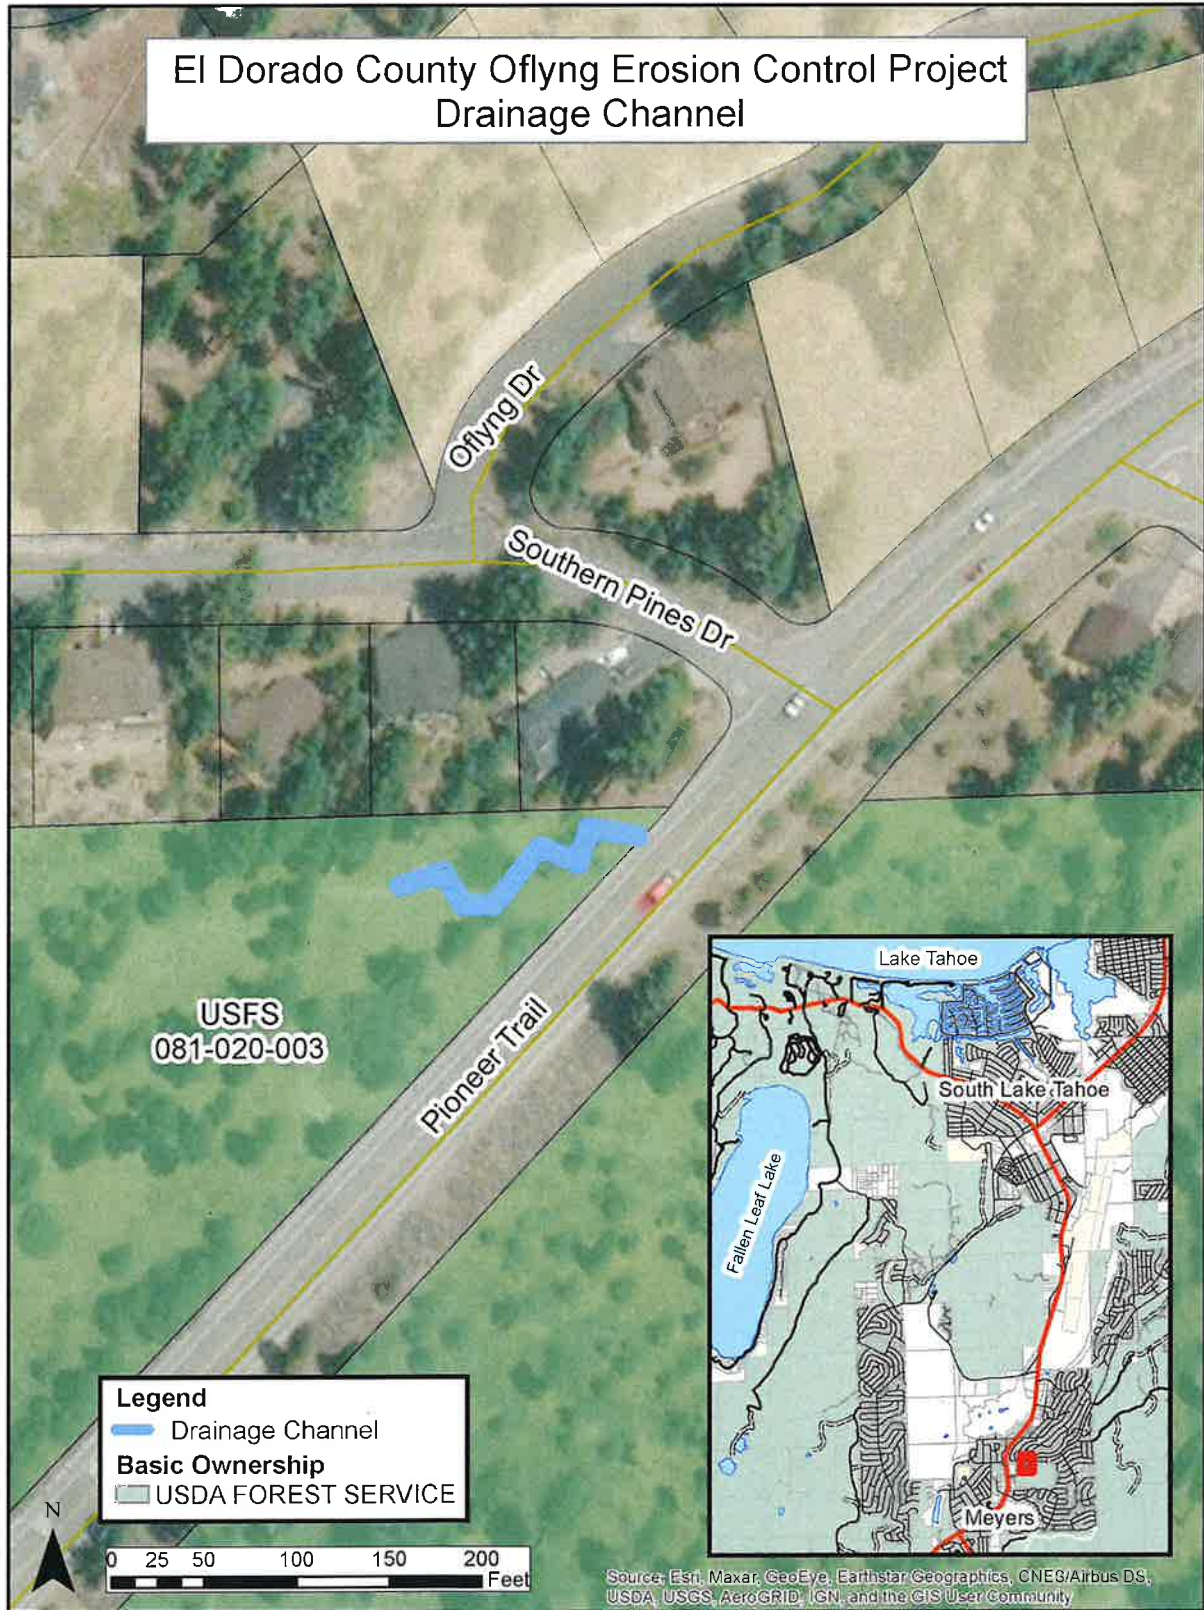 El Dorado County Oflyng Erosion Control Project
Drainage Channel
Oflyng Dr
Southern Pines Dr
USFS
081-020-003
Pioneer Trail
Lake Tahoe
South Lake Tahoe
Fallen Leaf Lake
Meyers
Legend
Drainage Channel
Basic Ownership
USDA FOREST SERVICE
N
0 25 50 100 150 200
Feet
Source: Esri, Maxar, GeoEye, Earthstar Geographics, CNES/Airbus DS,
USDA, USGS, AeroGRID, IGN, and the GIS User Community